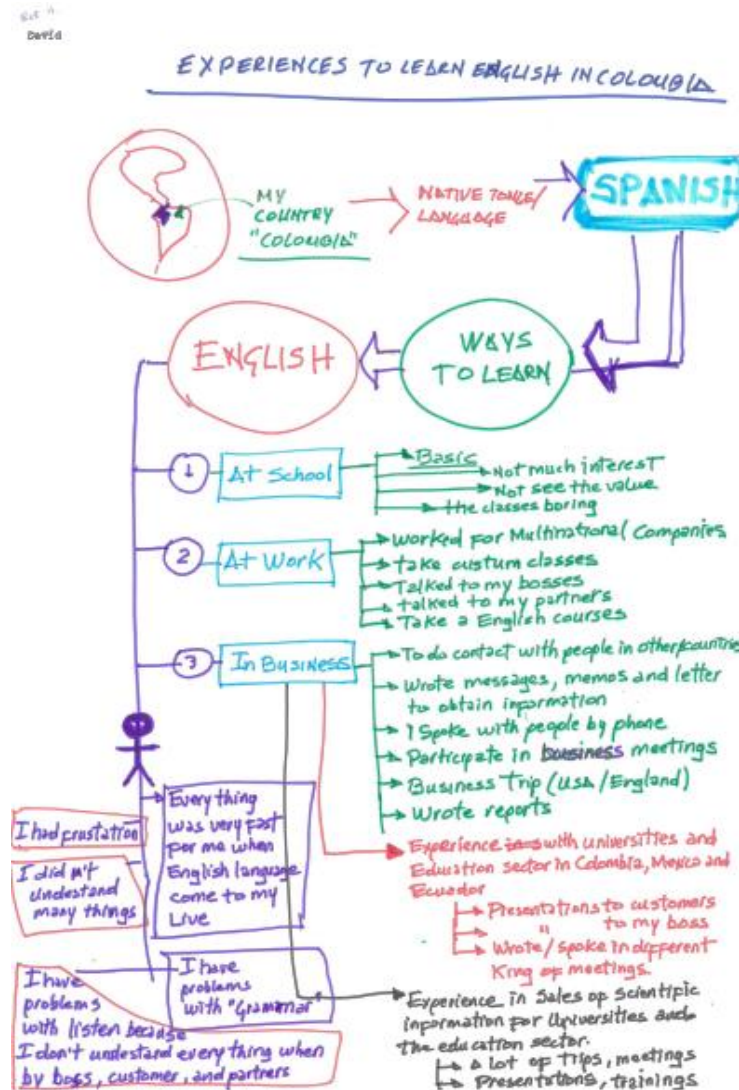 David
EXPERIENCES TO LEARN ENGLISH IN COLOMBIA
MY
COUNTRY
"COLOMBIA"
NATIVE TONGE/
LANGUAGE
SPANISH
WAYS
TO LEARN
ENGLISH
1 At School
Basic
Not much interest
Not see the value
the classes boring
2 At Work
worked for Multinational Companies
take custum classes
Talked to my bosses
talked to my partners
Take a English courses
3 In Business
To do contact with people in other/countries
Wrote messages, memos and letter
to obtain information
I Spoke with people by phone
Participate in bussiness meetings
Business Trip (USA/England)
Wrote reports
Everything
was very fast
for me when
English language
come to my
Live
I had frustation
I did n't
undestand
many things
Experience with universities and
Education sector in Colombia, Mexico and
Ecuador
Presentations to customers
" to my boss
Wrote/spoke in different
King of meetings.
I have
problems
with "Grammar"
I have
problems
with listen because
I don't undestand everything when
by boss, customer, and partners
Experience in Sales of Scientific
information for Universities and
the education sector.
A lot of trips, meetings
Presentations, trainings